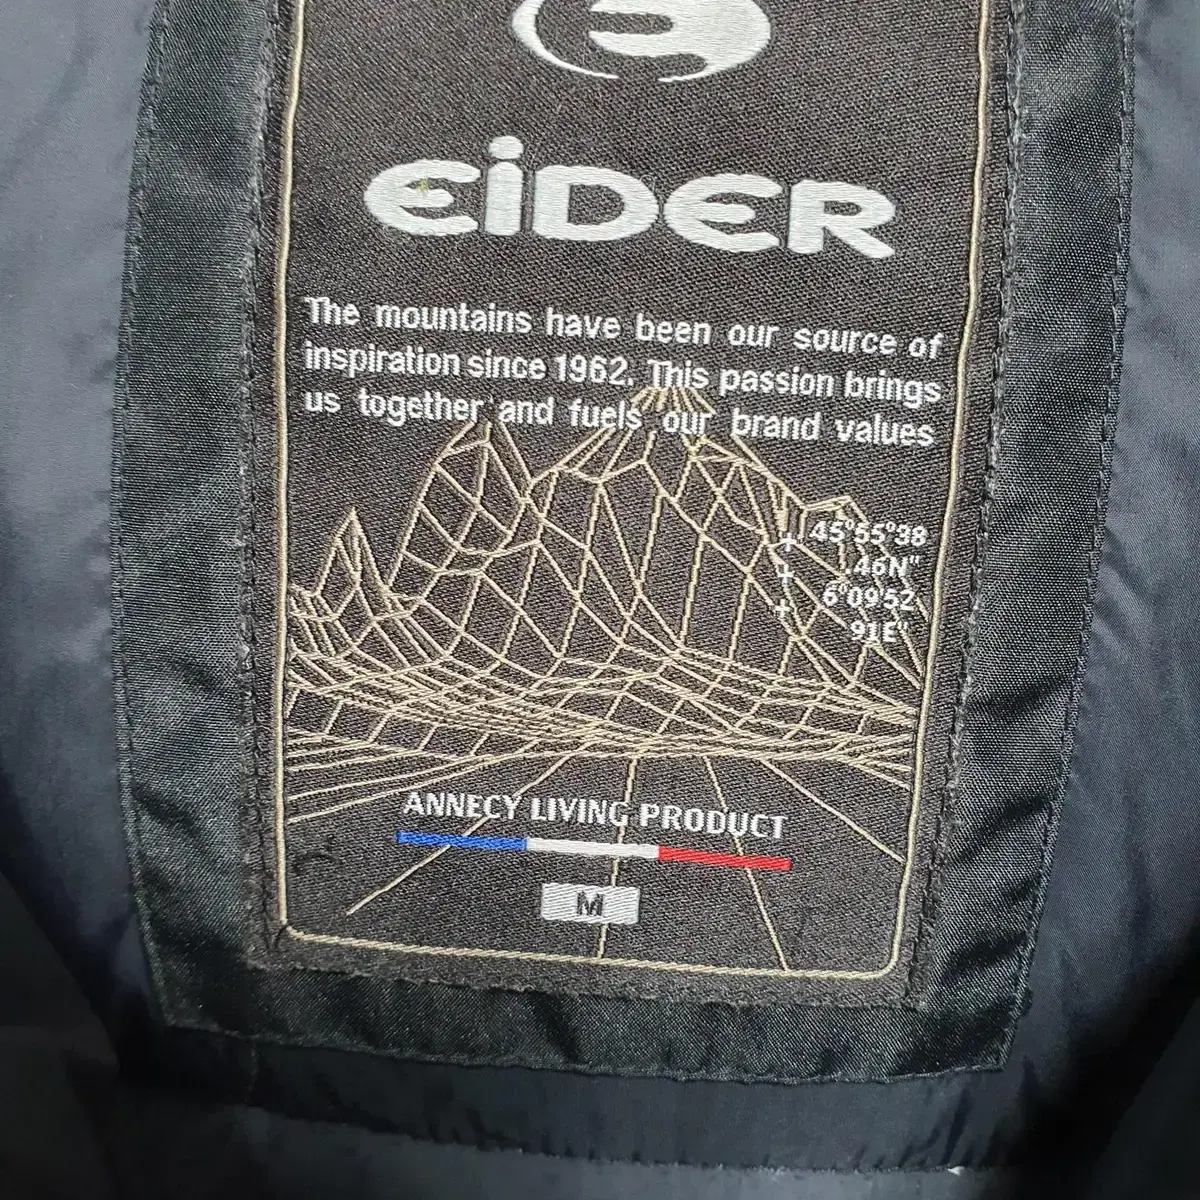 EiDER
The mountains have been our source of
inspiration since 1962. This passion brings
us together and fuels our brand values
45°55°38
.46N"
6°09'52
91E"
ANNECY LIVING PRODUCT
M